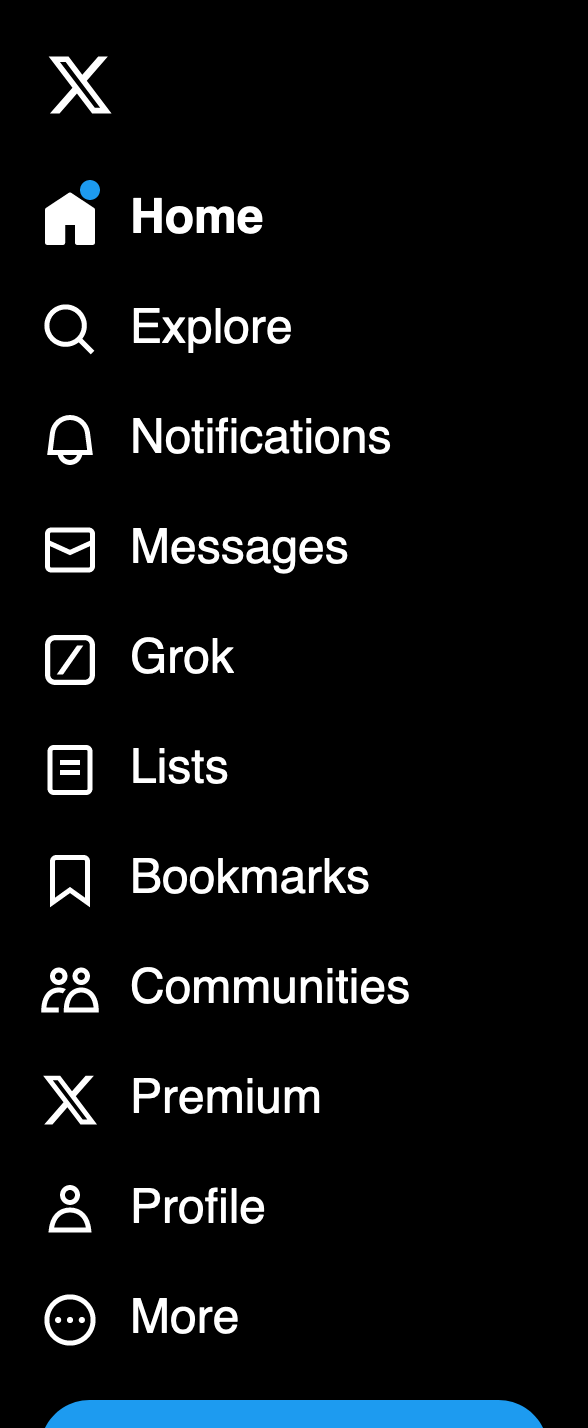 Home
Explore
Notifications
Messages
Grok
Lists
Bookmarks
Communities
Premium
Profile
More